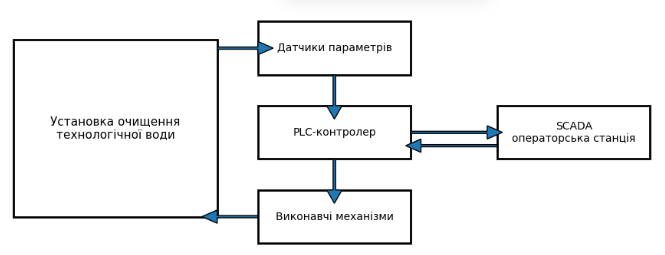 Датчики параметрів
Установка очищення
технологічної води
PLC-контролер
SCADA
операторська станція
Виконавчі механізми